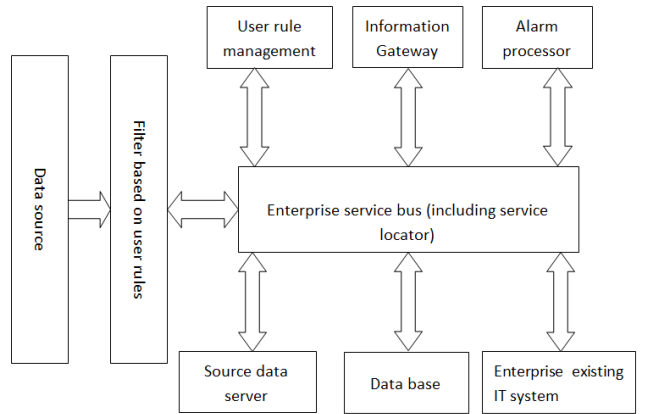 User rule
management
Information
Gateway
Alarm
processor
Data source
Filter based on user rules
Enterprise service bus (including service
locator)
Source data
server
Data base
Enterprise existing
IT system